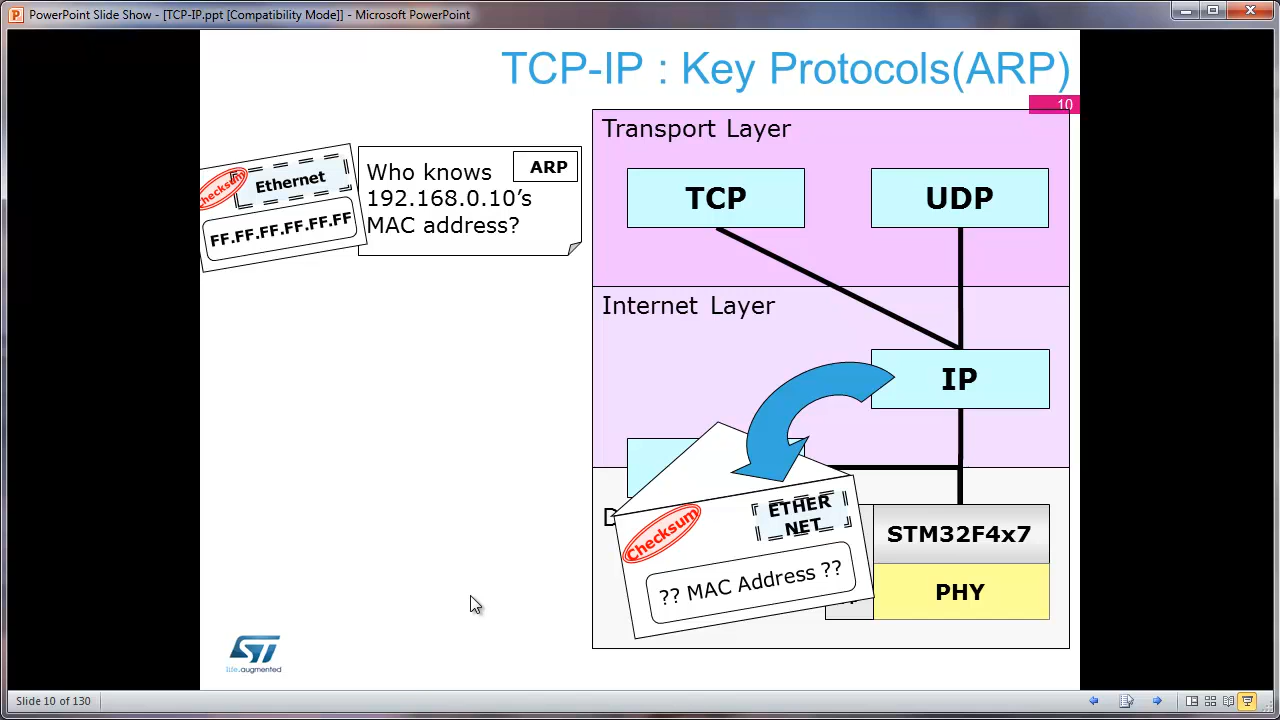 PowerPoint Slide Show - [TCP-IP.ppt [Compatibility Mode]] - Microsoft PowerPoint
TCP-IP : Key Protocols(ARP)
10
Checksum
Ethernet
FF.FF.FF.FF.FF.FF
ARP
Who knows
192.168.0.10’s
MAC address?
Transport Layer
TCP
UDP
Internet Layer
IP
D
Checksum
ETHER
NET
?? MAC Address ??
STM32F4x7
PHY
ST
life.augmented
Slide 10 of 130